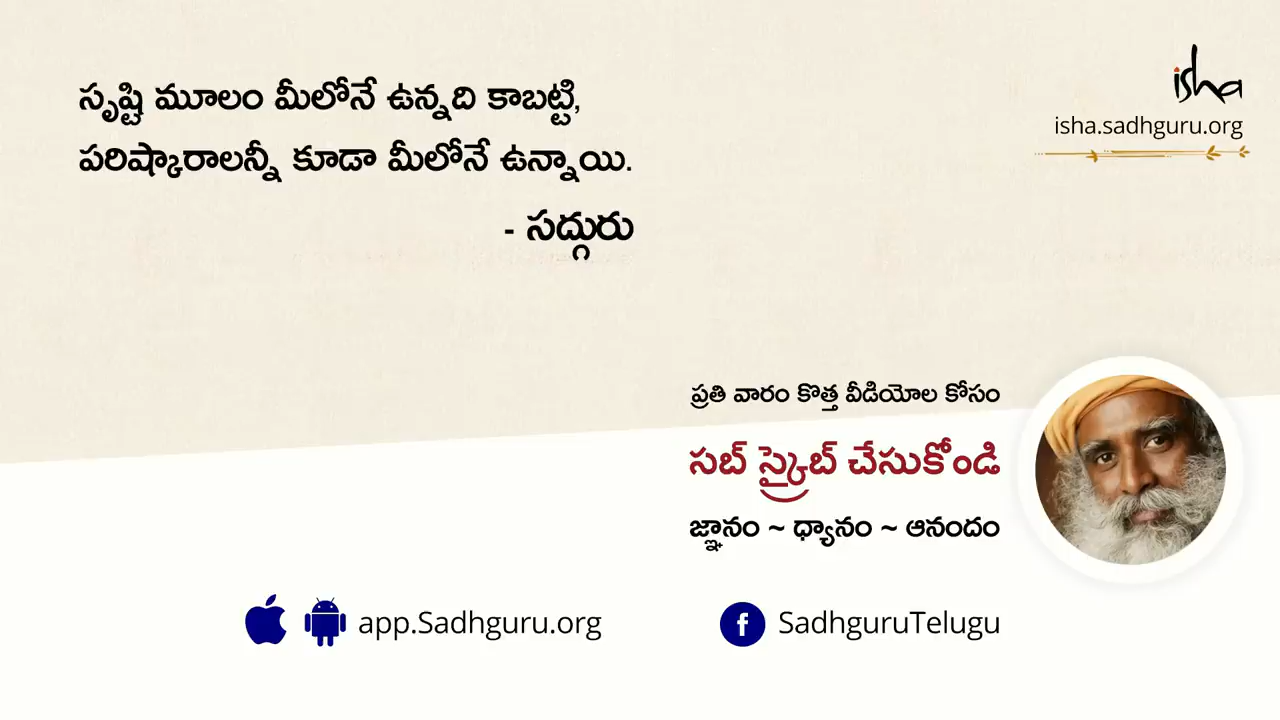 సృష్టి మూలం మీలోనే ఉన్నది కాబట్టి,
పరిష్కారాలన్నీ కూడా మీలోనే ఉన్నాయి.
- సద్గురు
isha
isha.sadhguru.org
ప్రతి వారం కొత్త వీడియోల కోసం
సబ్ స్క్రైబ్ చేసుకోండి
జ్ఞానం ~ ధ్యానం ~ ఆనందం
app.Sadhguru.org
f SadhguruTelugu